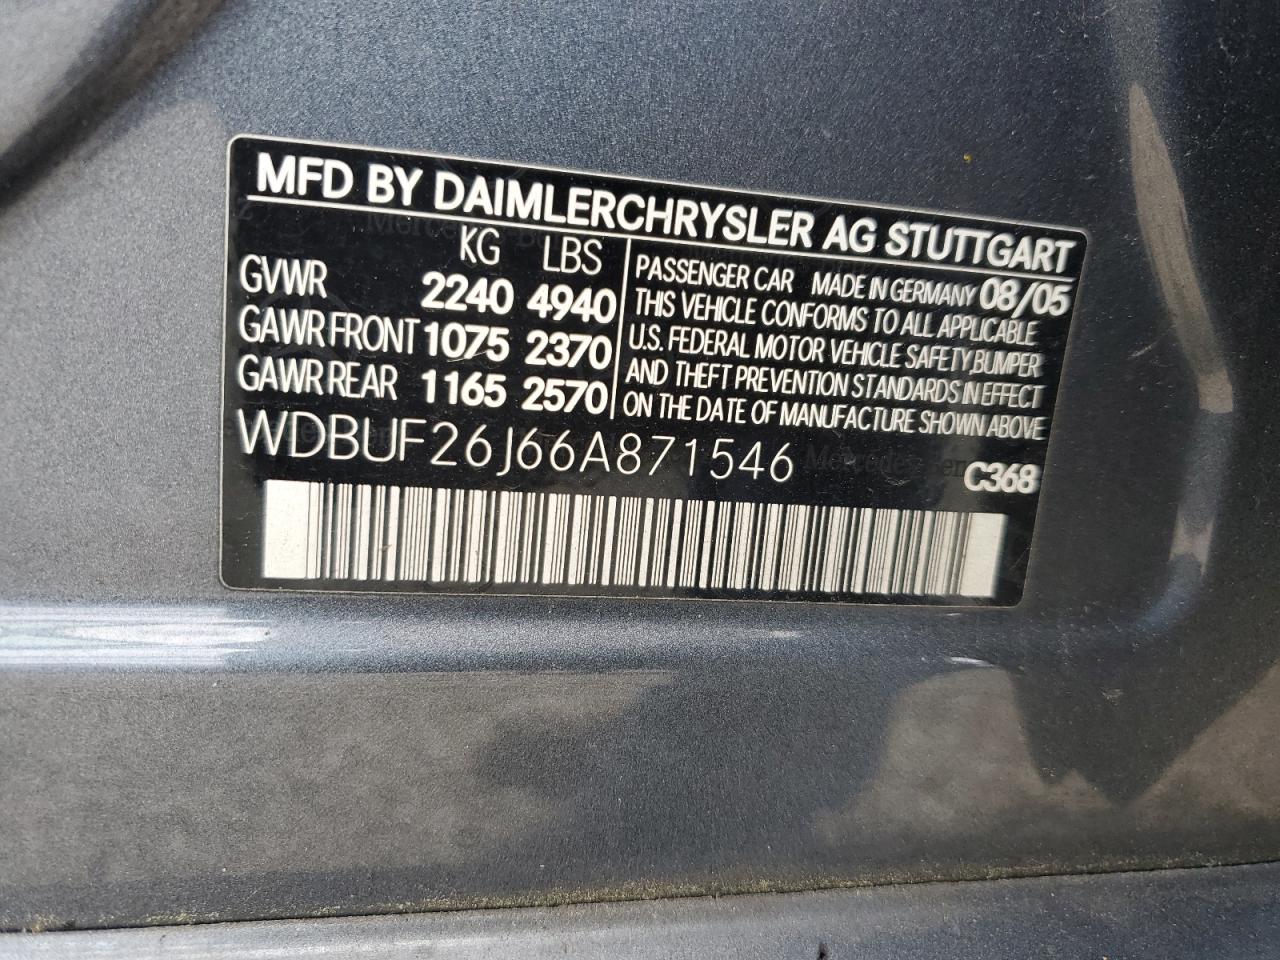 MFD BY DAIMLERCHRYSLER AG STUTTGART
KG LBS
GVWR 2240 4940
GAWR FRONT 1075 2370
GAWR REAR 1165 2570
PASSENGER CAR MADE IN GERMANY 08/05
THIS VEHICLE CONFORMS TO ALL APPLICABLE
U.S. FEDERAL MOTOR VEHICLE SAFETY,BUMPER
AND THEFT PREVENTION STANDARDS IN EFFECT
ON THE DATE OF MANUFACTURE SHOWN ABOVE
WDBUF26J66A871546
C368